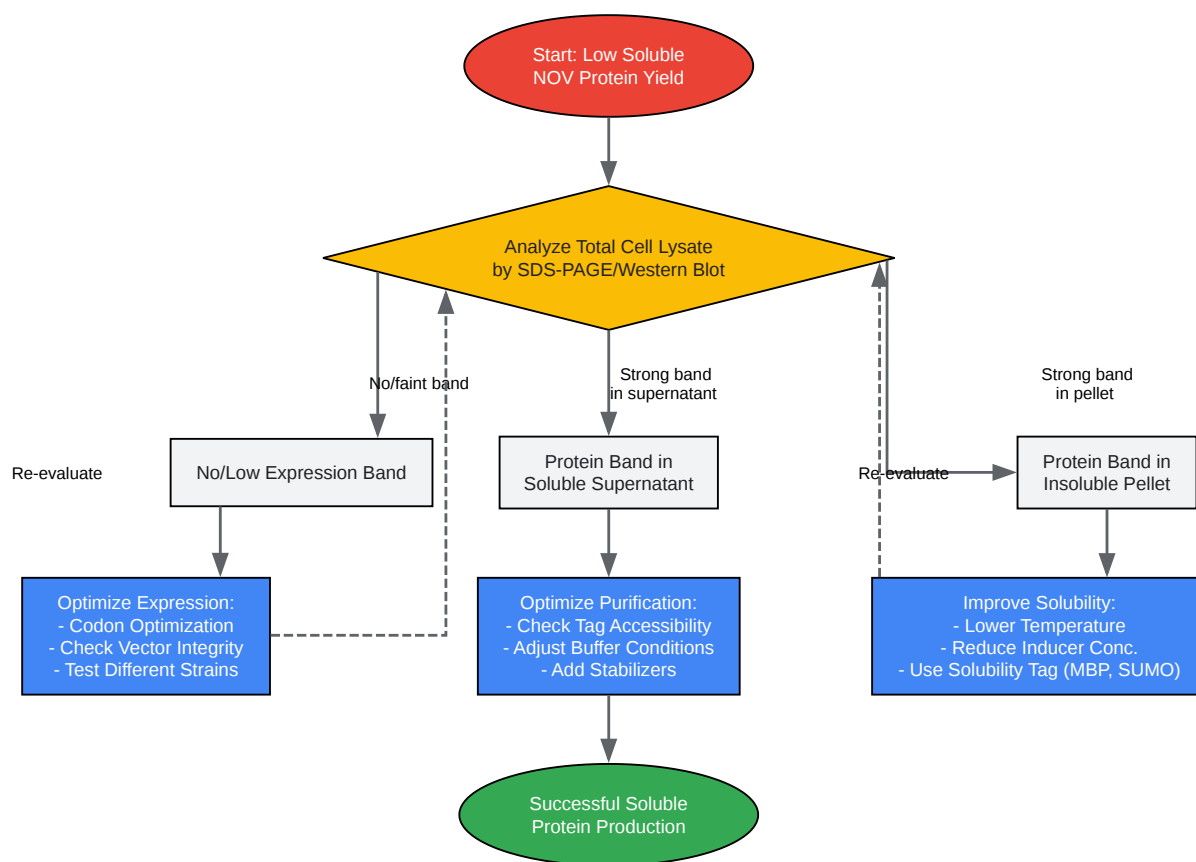 Start: Low Soluble
NOV Protein Yield
Analyze Total Cell Lysate
by SDS-PAGE/Western Blot
No/faint band
Strong band
in supernatant
Strong band
in pellet
Re-evaluate
No/Low Expression Band
Protein Band in
Soluble Supernatant
Re-evaluate
Protein Band in
Insoluble Pellet
Optimize Expression:
- Codon Optimization
- Check Vector Integrity
- Test Different Strains
Optimize Purification:
- Check Tag Accessibility
- Adjust Buffer Conditions
- Add Stabilizers
Improve Solubility:
- Lower Temperature
- Reduce Inducer Conc.
- Use Solubility Tag (MBP, SUMO)
Successful Soluble
Protein Production